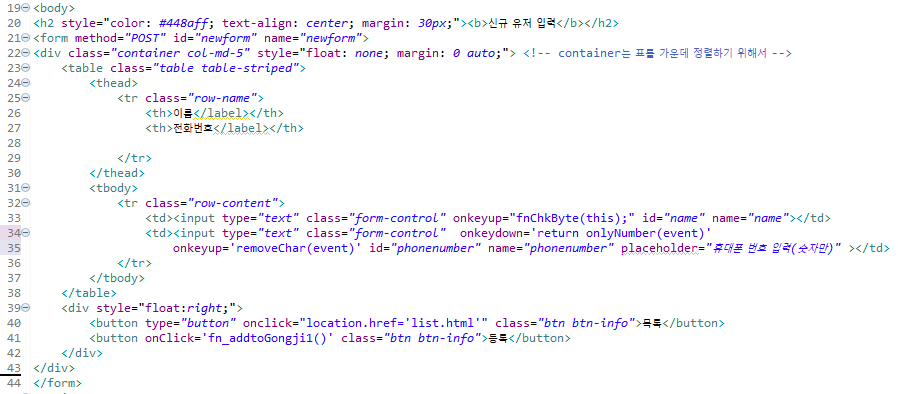 19 <body>
20 <h2 style="color: #448aff; text-align: center; margin: 30px;"><b>신규 유저 입력</b></h2>
21 <form method="POST" id="newform" name="newform">
22 <div class="container col-md-5" style="float: none; margin: 0 auto;"> <!-- container는 표를 가운데 정렬하기 위해서 -->
23     <table class="table table-striped">
24         <thead>
25             <tr class="row-name">
26                 <th>이름</label></th>
27                 <th>전화번호</label></th>
28
29             </tr>
30         </thead>
31         <tbody>
32             <tr class="row-content">
33                 <td><input type="text" class="form-control" onkeyup="fnChkByte(this);" id="name" name="name"></td>
34                 <td><input type="text" class="form-control"  onkeydown='return onlyNumber(event)'
35                     onkeyup='removeChar(event)' id="phonenumber" name="phonenumber" placeholder="휴대폰 번호 입력(숫자만)" ></td>
36             </tr>
37         </tbody>
38     </table>
39     <div style="float:right;">
40         <button type="button" onclick="location.href='list.html'" class="btn btn-info">목록</button>
41         <button onClick='fn_addtoGongji1()' class="btn btn-info">등록</button>
42     </div>
43 </div>
44 </form>